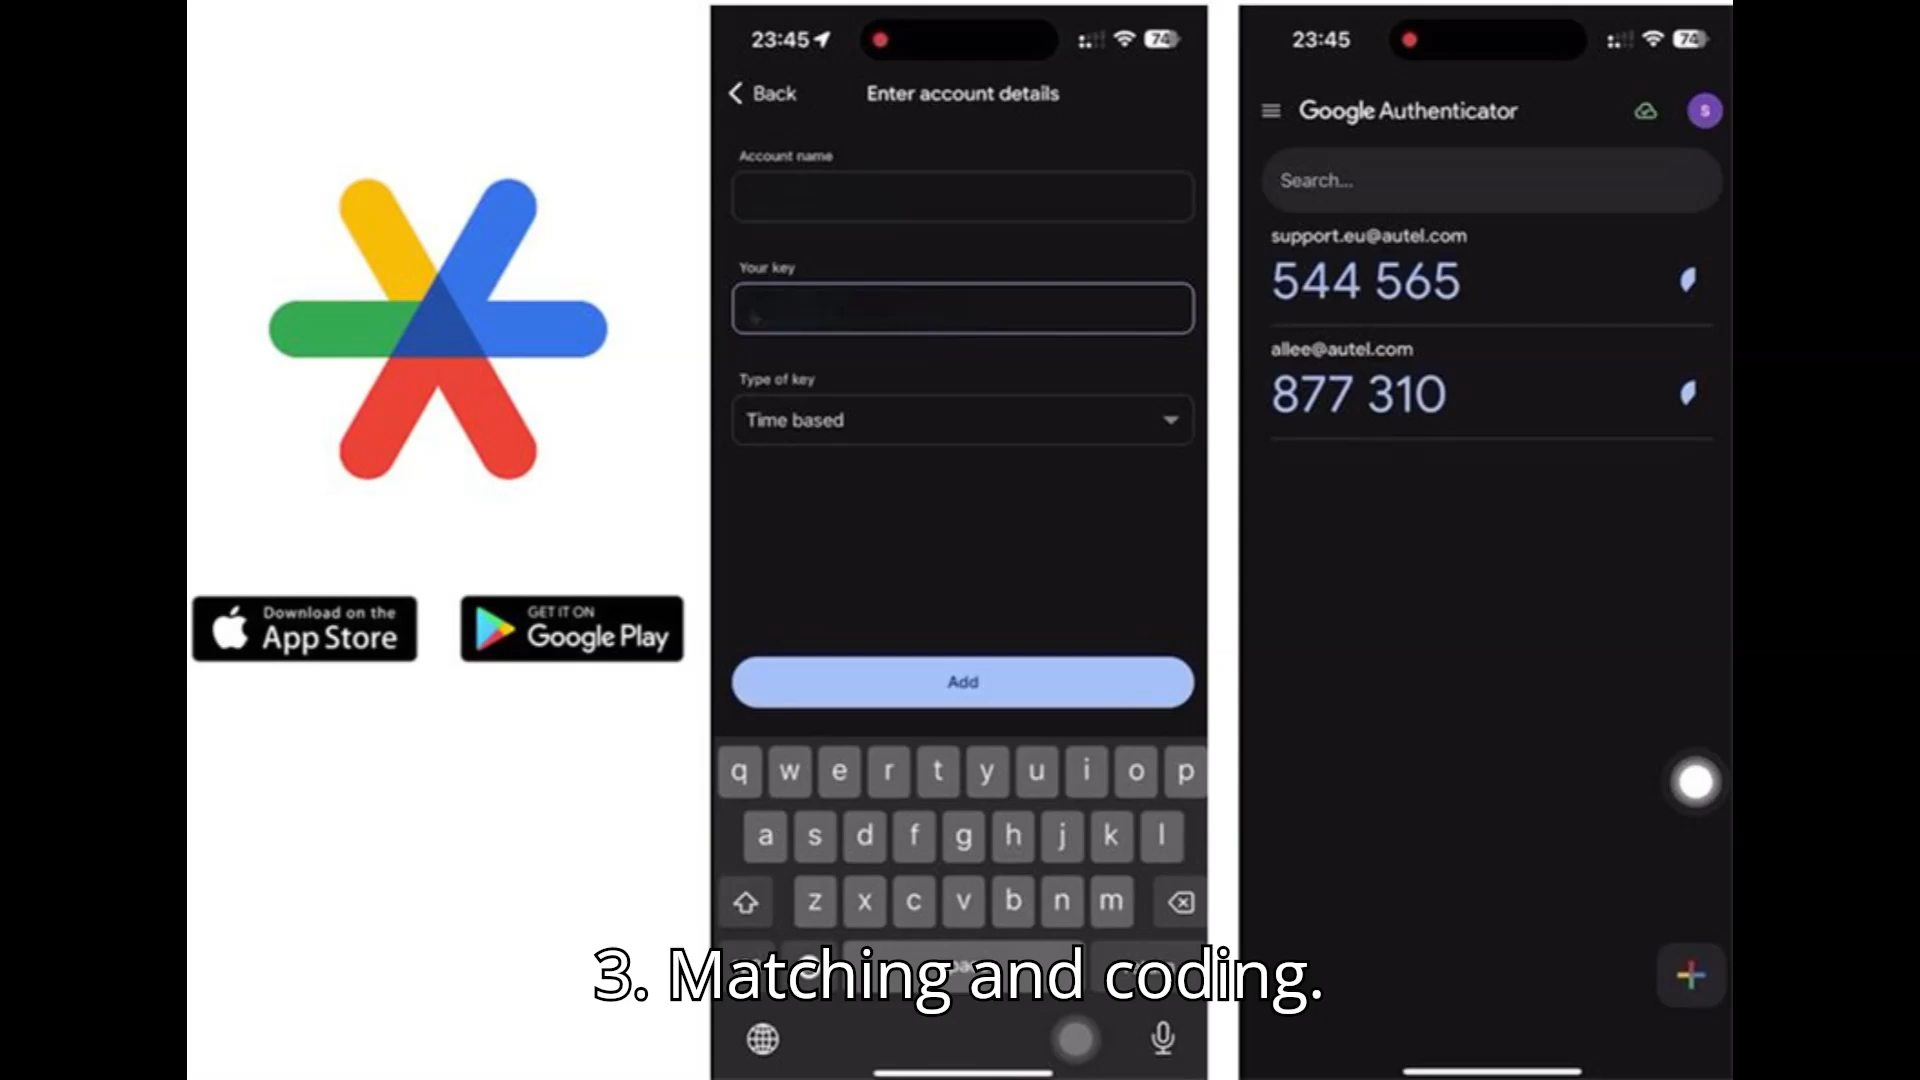 Download on the
App Store
GET IT ON
Google Play
23:45
74
Back
Enter account details
Account name
Your key
Type of key
Time based
Add
q w e r t y u i o p
a s d f g h j k l
z x c v b n m
23:45
74
Google Authenticator
S
Search...
support.eu@autel.com
544 565
allee@autel.com
877 310
3. Matching and coding.